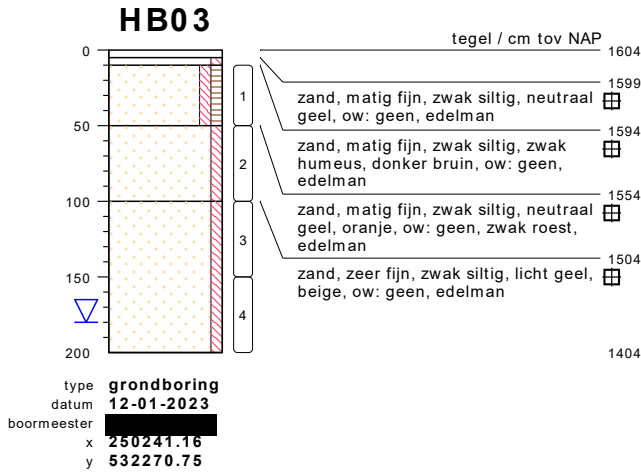 HB03
tegel / cm tov NAP
0
1604
1599
zand, matig fijn, zwak siltig, neutraal
geel, ow: geen, edelman
1
50
1594
zand, matig fijn, zwak siltig, zwak
humeus, donker bruin, ow: geen,
edelman
2
100
1554
zand, matig fijn, zwak siltig, neutraal
geel, oranje, ow: geen, zwak roest,
edelman
3
150
1504
zand, zeer fijn, zwak siltig, licht geel,
beige, ow: geen, edelman
4
200
1404
type grondboring
datum 12-01-2023
boormeester
x 250241.16
y 532270.75